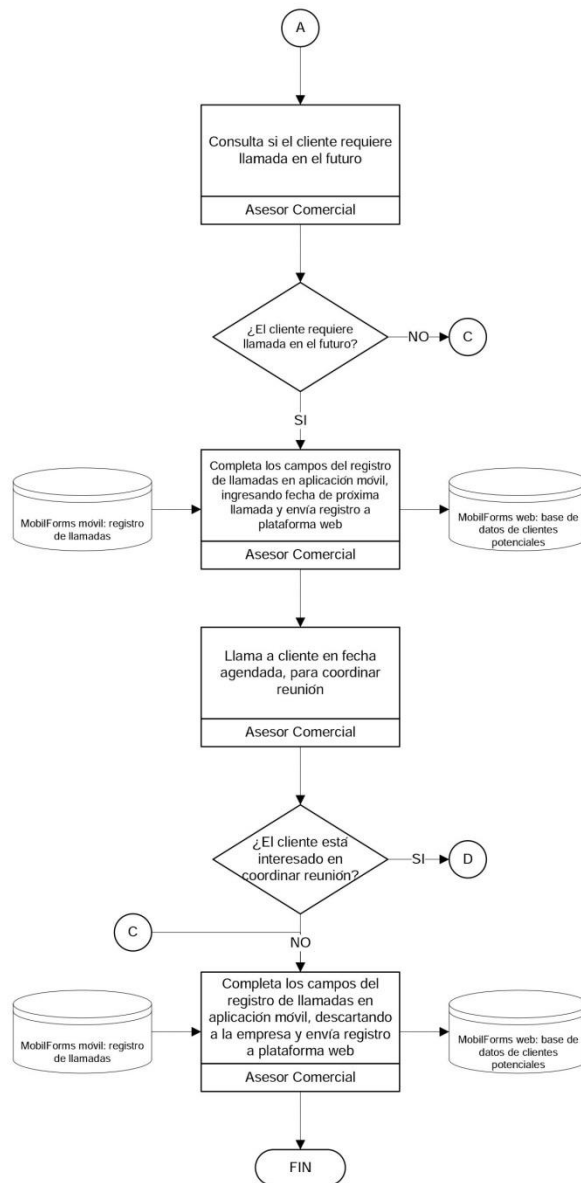 A
Consulta si el cliente requiere
llamada en el futuro
Asesor Comercial
¿El cliente requiere
llamada en el futuro?
NO
C
SI
MobilForms móvil: registro
de llamadas
Completa los campos del registro
de llamadas en aplicación móvil,
ingresando fecha de próxima
llamada y envía registro a
plataforma web
Asesor Comercial
MobilForms web: base de
datos de clientes
potenciales
Llama a cliente en fecha
agendada, para coordinar
reunión
Asesor Comercial
¿El cliente está
interesado en
coordinar reunión?
SI
D
C
NO
MobilForms móvil: registro
de llamadas
Completa los campos del
registro de llamadas en
aplicación móvil, descartando
a la empresa y envía registro
a plataforma web
Asesor Comercial
MobilForms web: base de
datos de clientes
potenciales
FIN